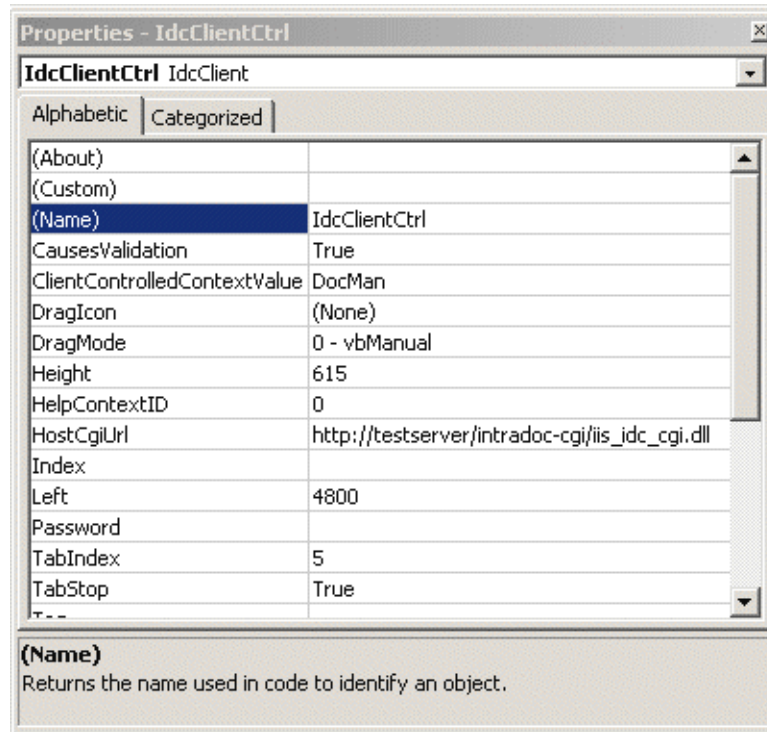 Properties - IdcClientCtrl
IdcClientCtrl IdcClient
Alphabetic Categorized
(About)
(Custom)
(Name) IdcClientCtrl
CausesValidation True
ClientControlledContextValue DocMan
DragIcon (None)
DragMode 0 - vbManual
Height 615
HelpContextID 0
HostCgiUrl http://testserver/intradoc-cgi/iis_idc_cgi.dll
Index
Left 4800
Password
TabIndex 5
TabStop True
(Name)
Returns the name used in code to identify an object.